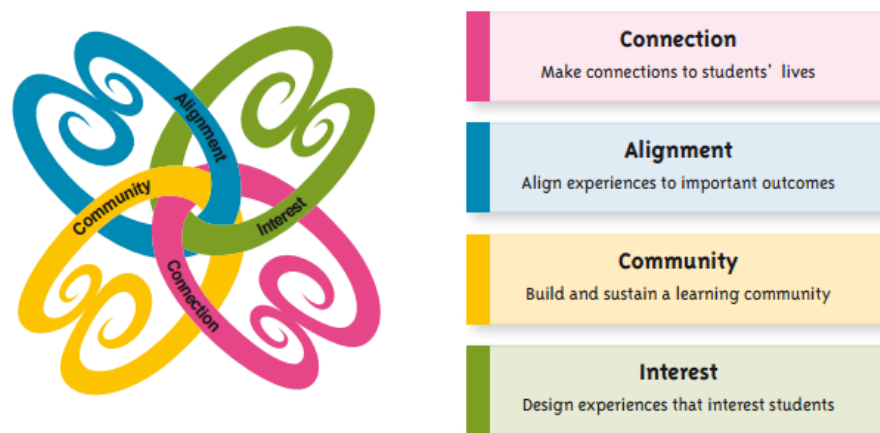 Alignment
Community
Interest
Connection
Connection
Make connections to students’ lives
Alignment
Align experiences to important outcomes
Community
Build and sustain a learning community
Interest
Design experiences that interest students